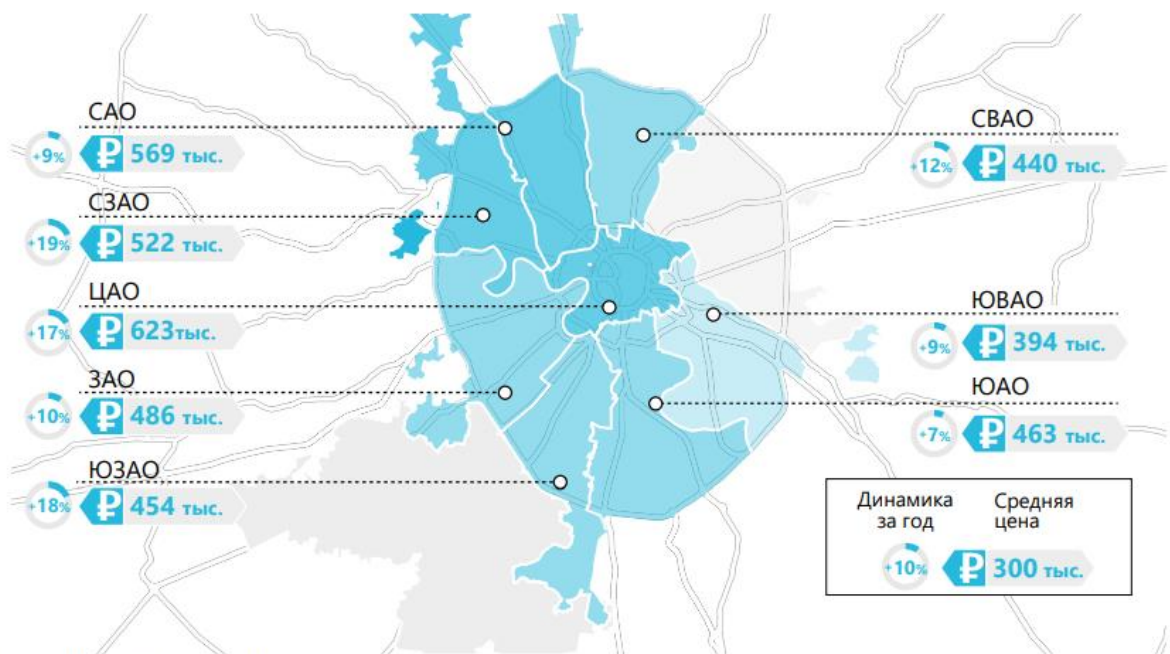 САО
+9% ₽ 569 тыс.
СЗАО
+19% ₽ 522 тыс.
ЦАО
+17% ₽ 623тыс.
ЗАО
+10% ₽ 486 тыс.
ЮЗАО
+18% ₽ 454 тыс.
СВАО
+12% ₽ 440 тыс.
ЮВАО
+9% ₽ 394 тыс.
ЮАО
+7% ₽ 463 тыс.
Динамика Средняя
за год цена
+10% ₽ 300 тыс.